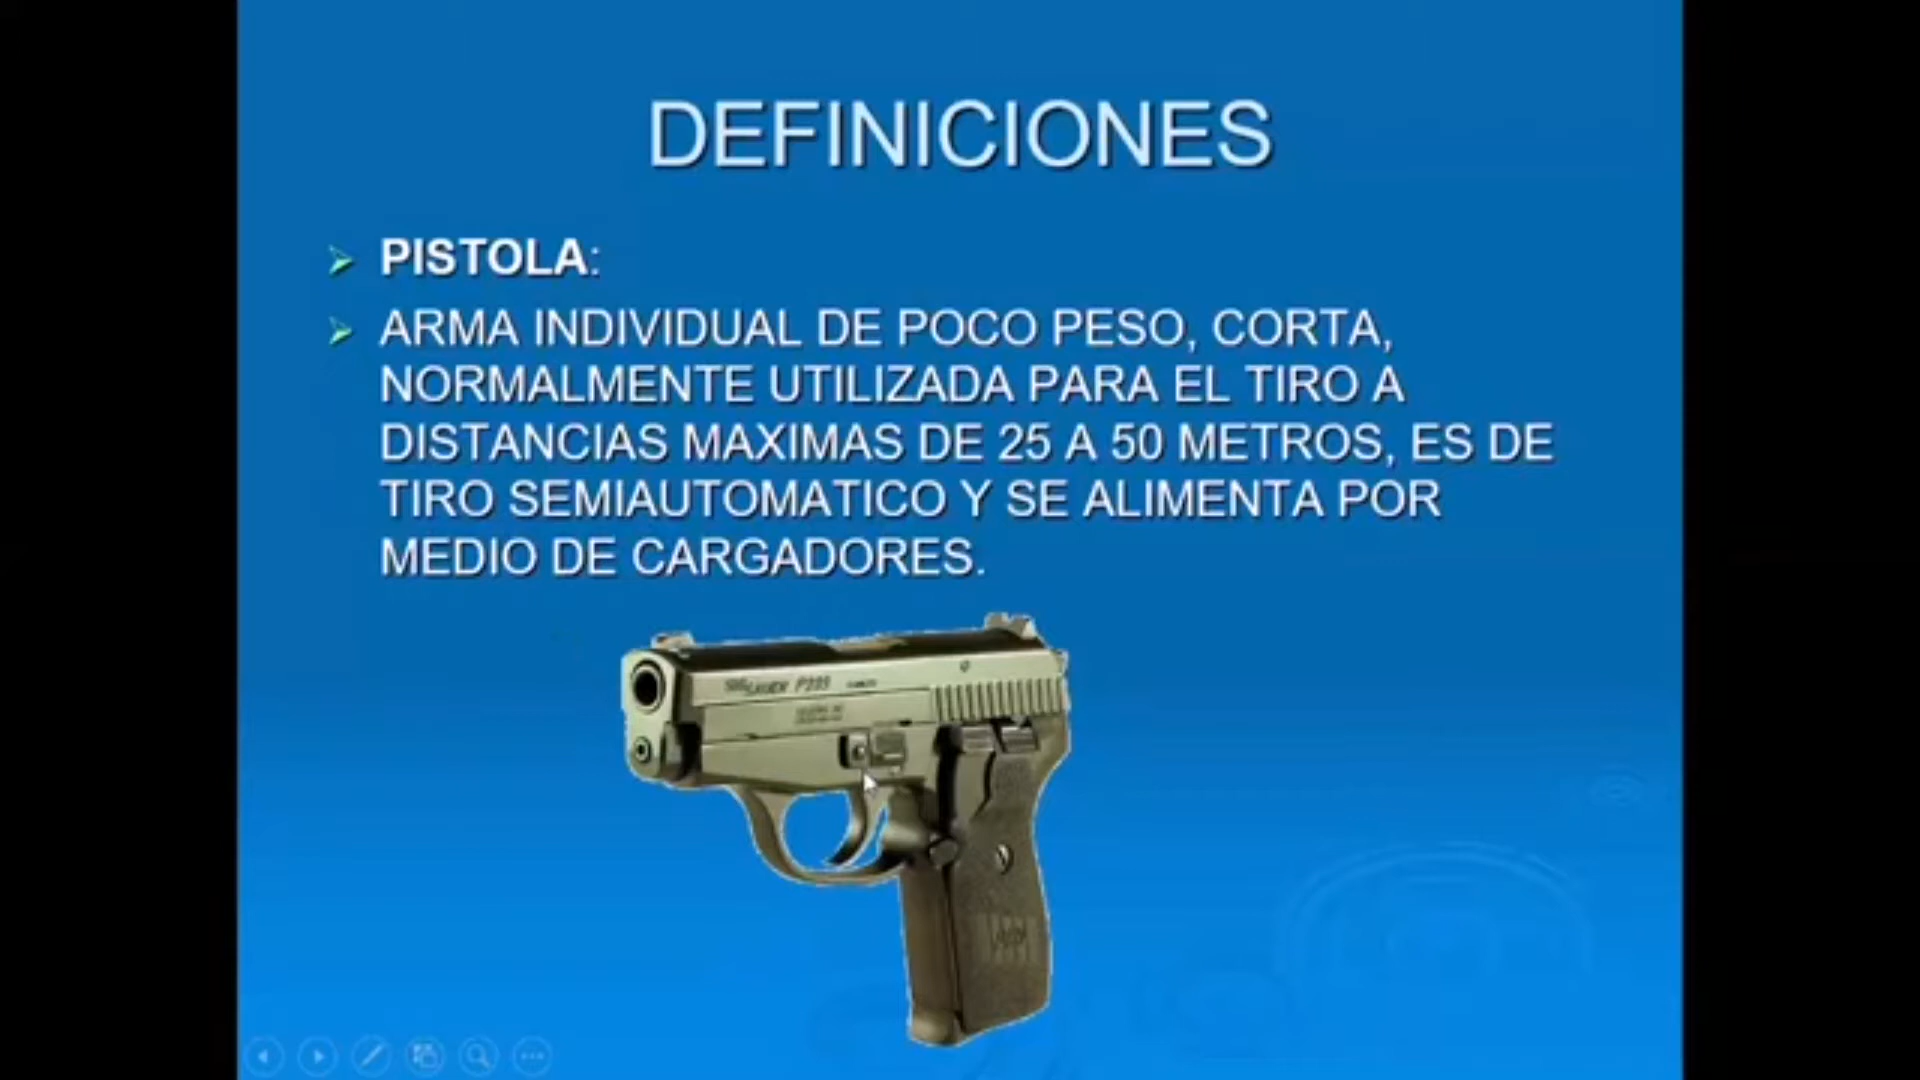 DEFINICIONES
PISTOLA:
ARMA INDIVIDUAL DE POCO PESO, CORTA,
NORMALMENTE UTILIZADA PARA EL TIRO A
DISTANCIAS MAXIMAS DE 25 A 50 METROS, ES DE
TIRO SEMIAUTOMATICO Y SE ALIMENTA POR
MEDIO DE CARGADORES.